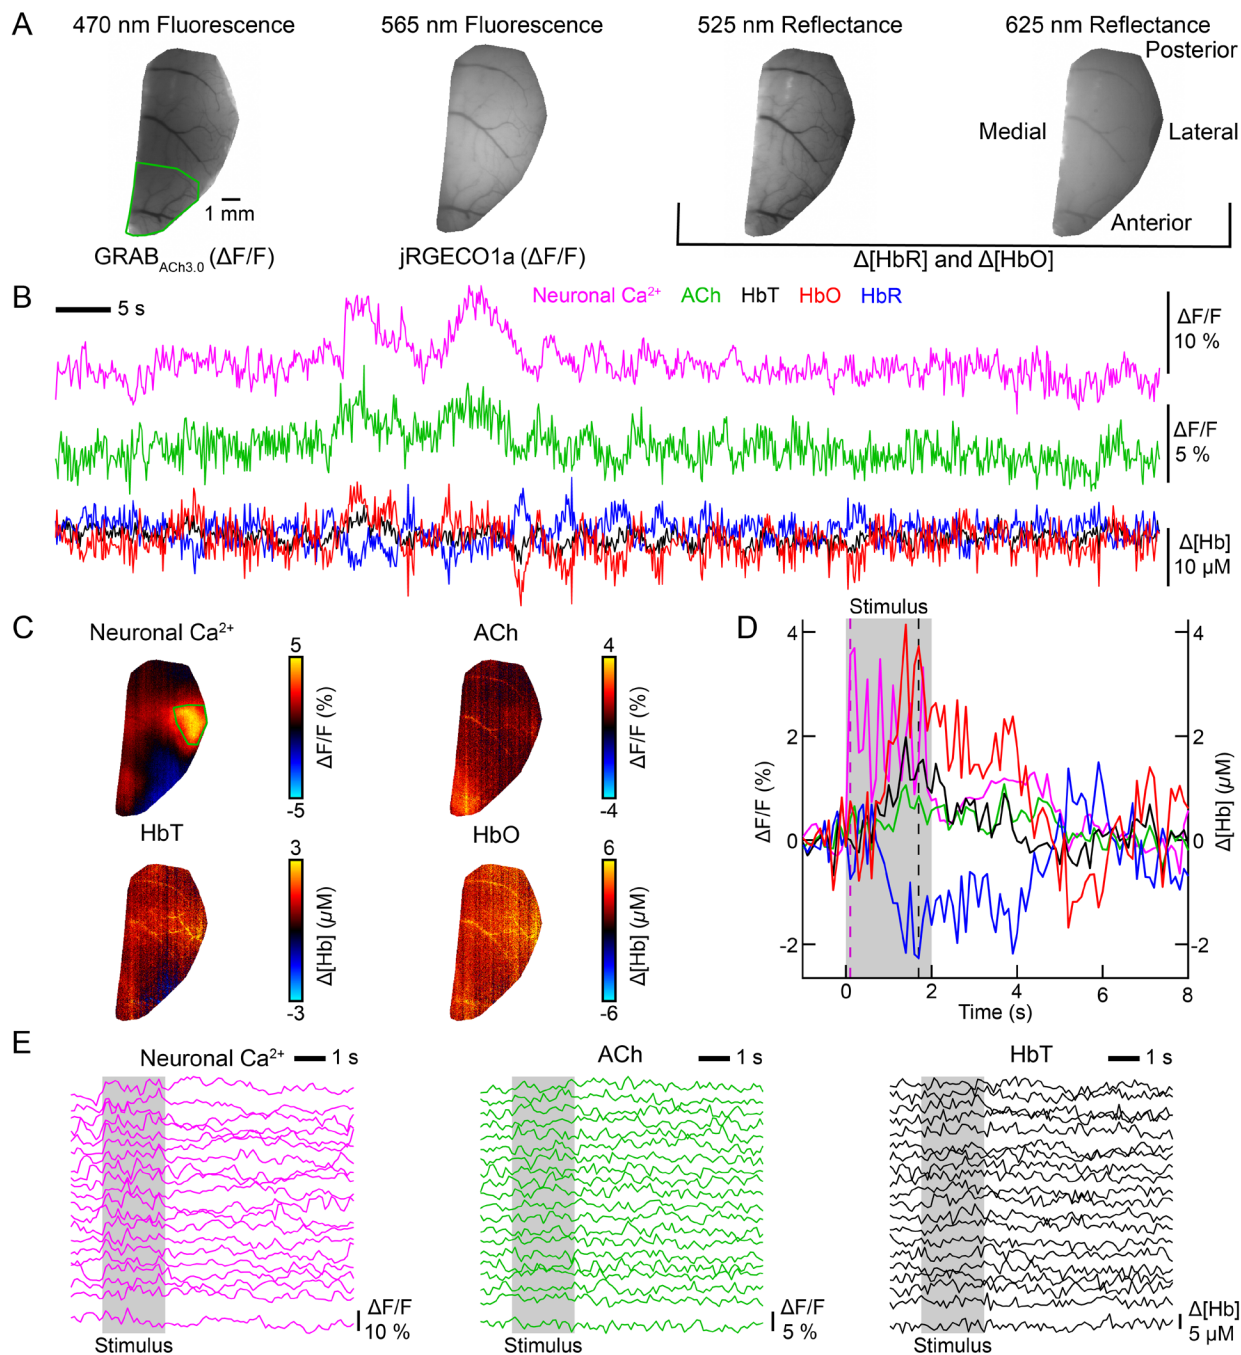 A
470 nm Fluorescence
565 nm Fluorescence
525 nm Reflectance
625 nm Reflectance
Posterior
Medial
Lateral
1 mm
Anterior
GRABACh3.0 (ΔF/F)
jRGECO1a (ΔF/F)
Δ[HbR] and Δ[HbO]
B
5 s
Neuronal Ca²⁺ ACh HbT HbO HbR
ΔF/F
10 %
ΔF/F
5 %
Δ[Hb]
10 µM
C
Neuronal Ca²⁺
5
ΔF/F (%)
-5
ACh
4
ΔF/F (%)
-4
HbT
3
Δ[Hb] (µM)
-3
HbO
6
Δ[Hb] (µM)
-6
D
Stimulus
4
2
0
-2
ΔF/F (%)
4
2
0
-2
Δ[Hb] (µM)
0 2 4 6 8
Time (s)
E
Neuronal Ca²⁺
1 s
ΔF/F
10 %
Stimulus
ACh
1 s
ΔF/F
5 %
Stimulus
HbT
1 s
Δ[Hb]
5 µM
Stimulus